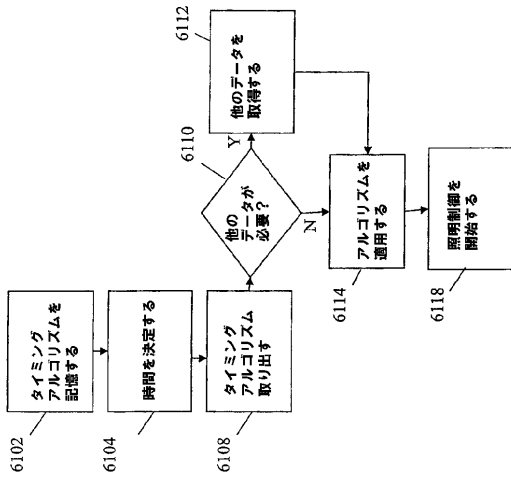 6102
タイミング
アルゴリズムを
記憶する
6104
時間を決定する
6108
タイミング
アルゴリズム
取り出す
6110
他の
データが
必要?
Y
N
6112
他のデータを
取得する
6114
アルゴリズムを
適用する
6118
照明制御を
開始する